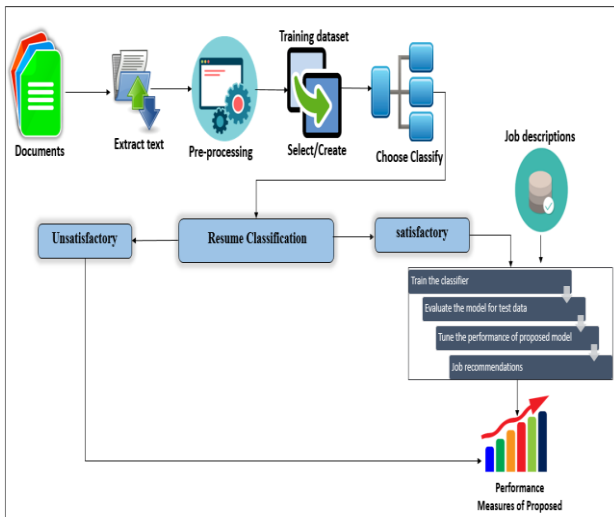 Training dataset
Documents
Extract text
Pre-processing
Select/Create
Choose Classify
Job descriptions
Unsatisfactory
Resume Classification
satisfactory
Train the classifier
Evaluate the model for test data
Tune the performance of proposed model
Job recommendations
Performance
Measures of Proposed